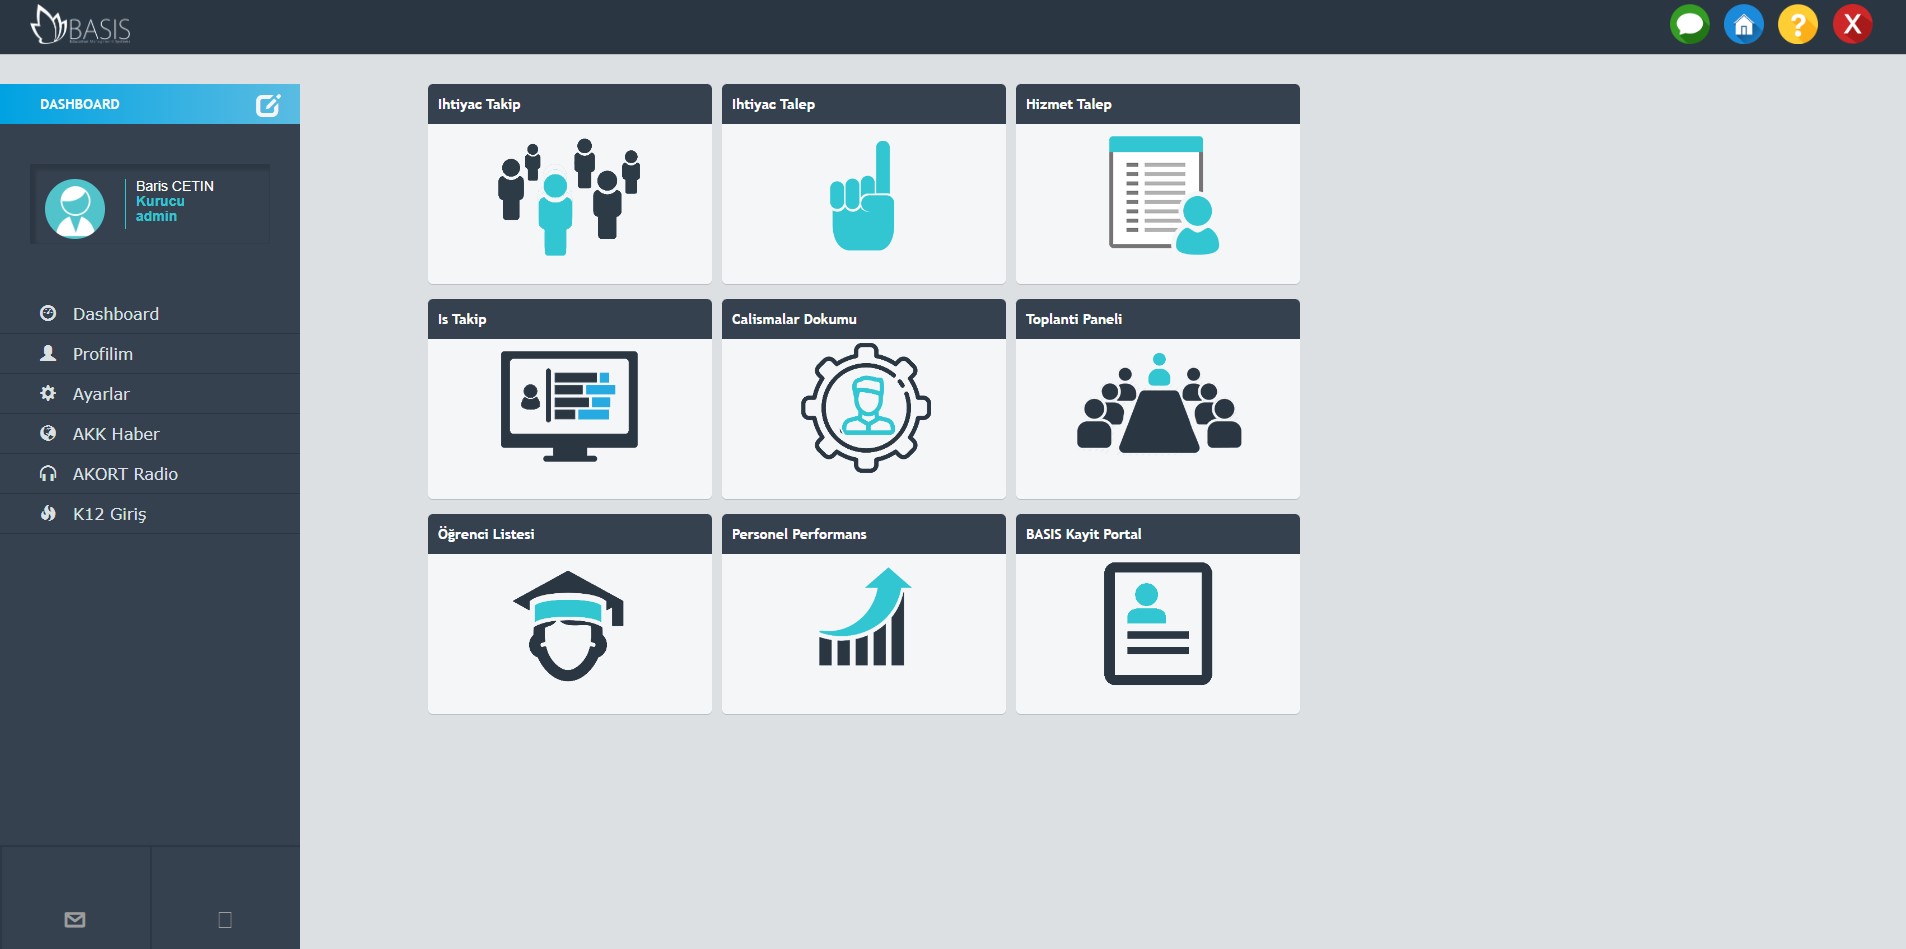 BASIS
DASHBOARD
Baris CETIN
Kurucu
admin
Dashboard
Profilim
Ayarlar
AKK Haber
AKORT Radio
K12 Giriş
Ihtiyac Takip
Ihtiyac Talep
Hizmet Talep
Is Takip
Calismalar Dokumu
Toplanti Paneli
Öğrenci Listesi
Personel Performans
BASIS Kayit Portal